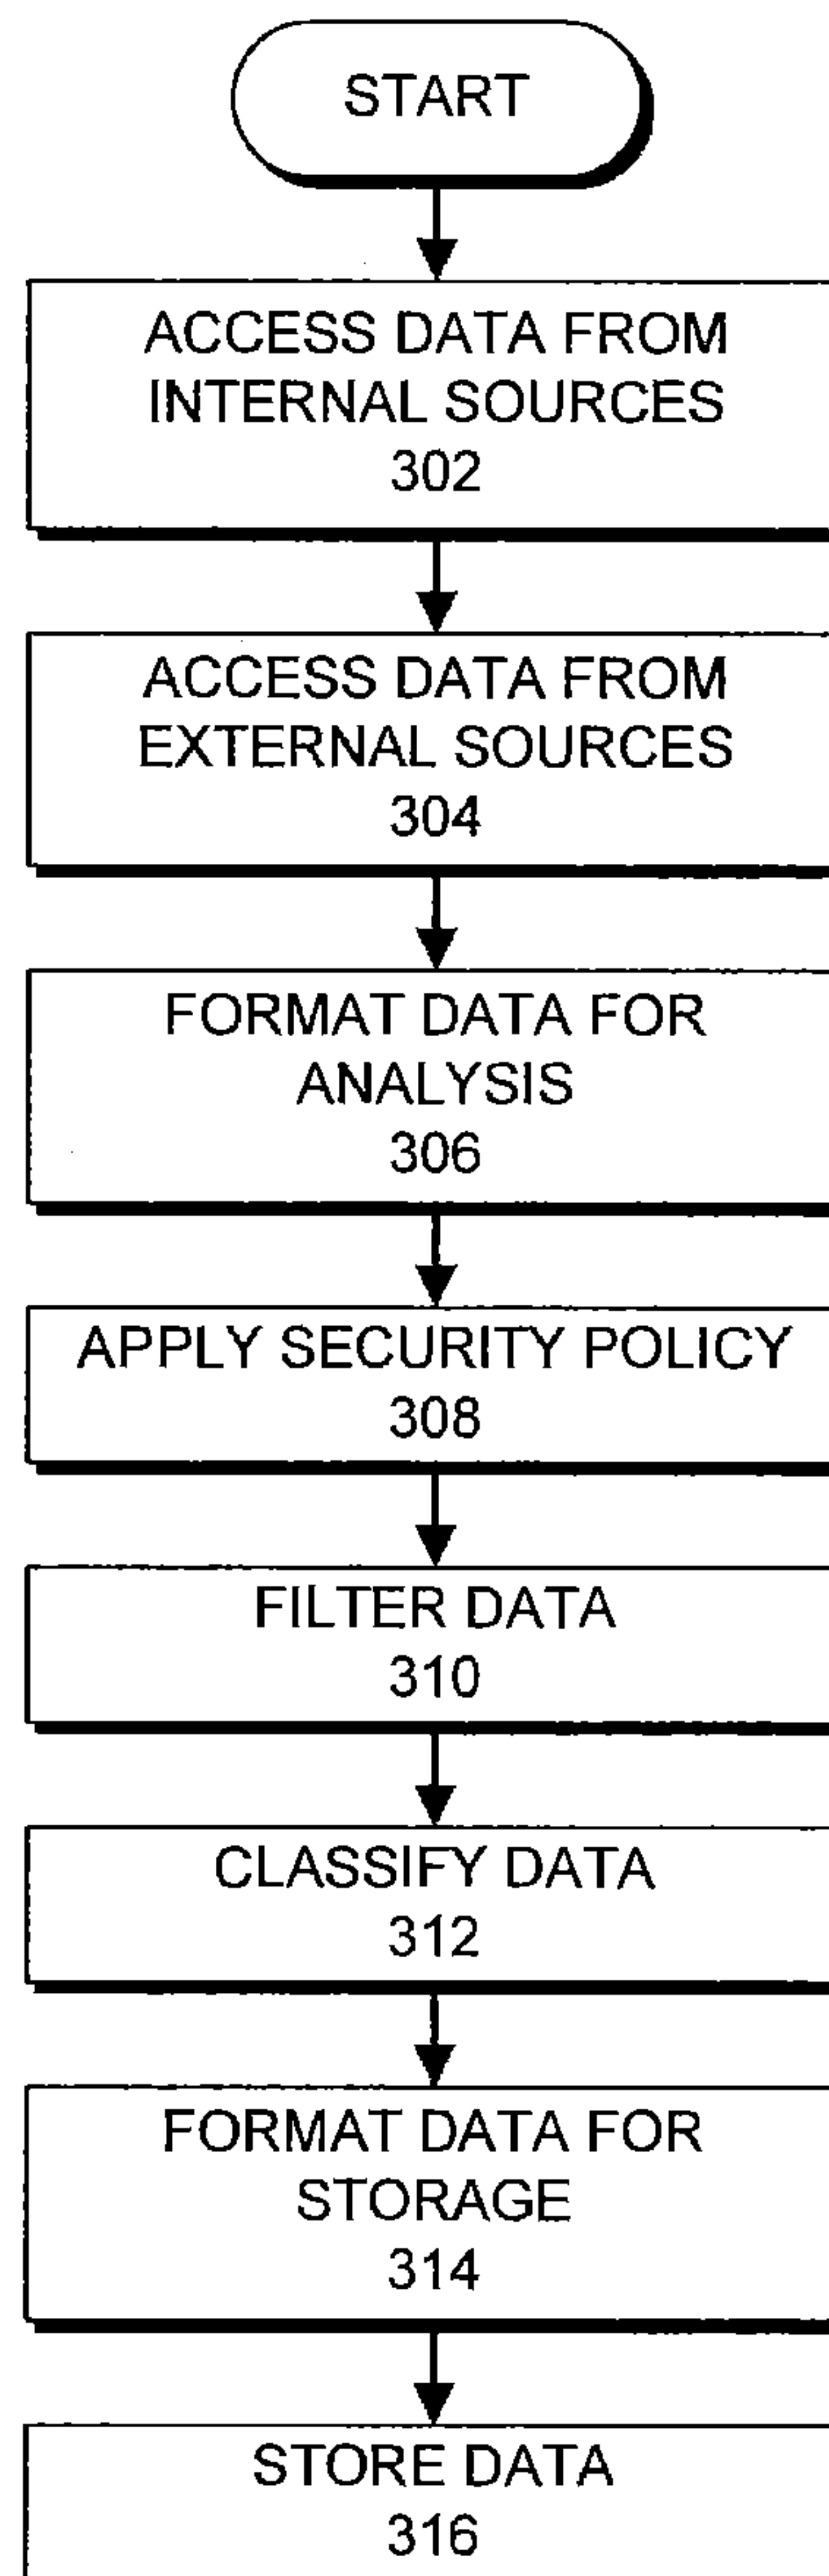 START
ACCESS DATA FROM
INTERNAL SOURCES
302
ACCESS DATA FROM
EXTERNAL SOURCES
304
FORMAT DATA FOR
ANALYSIS
306
APPLY SECURITY POLICY
308
FILTER DATA
310
CLASSIFY DATA
312
FORMAT DATA FOR
STORAGE
314
STORE DATA
316